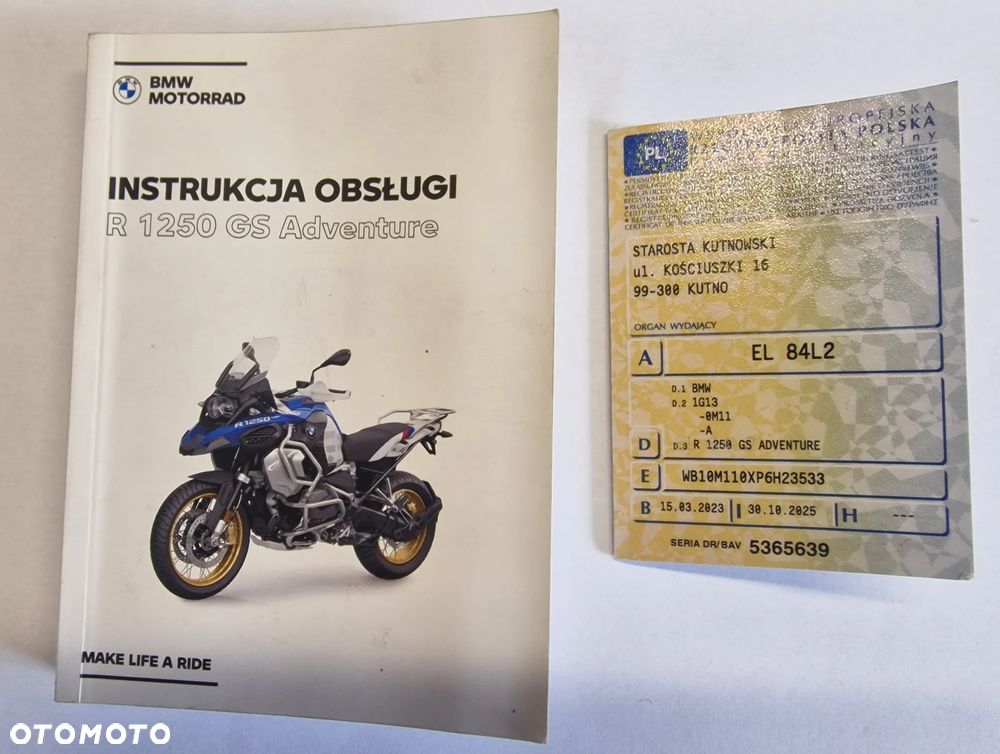 BMW
MOTORRAD
INSTRUKCJA OBSŁUGI
R 1250 GS Adventure
R 1250
MAKE LIFE A RIDE
PL
POLSKA
STAROSTA KUTNOWSKI
ul. KOŚCIUSZKI 16
99-300 KUTNO
ORGAN WYDAJĄCY
A EL 84L2
D.1 BMW
D.2 1G13
-0M11
-A
D D.3 R 1250 GS ADVENTURE
E WB10M110XP6H23533
B 15.03.2023 I 30.10.2025 H ---
SERIA DR/BAV 5365639
OTOMOTO